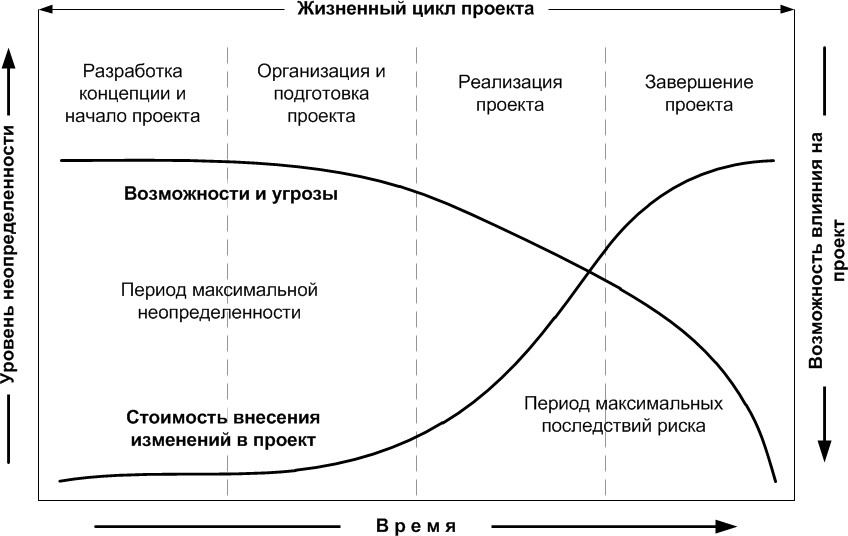 Жизненный цикл проекта
Разработка
концепции и
начало проекта
Организация и
подготовка
проекта
Реализация
проекта
Завершение
проекта
Уровень неопределенности
Возможность влияния на
проект
Возможности и угрозы
Период максимальной
неопределенности
Стоимость внесения
изменений в проект
Период максимальных
последствий риска
Время